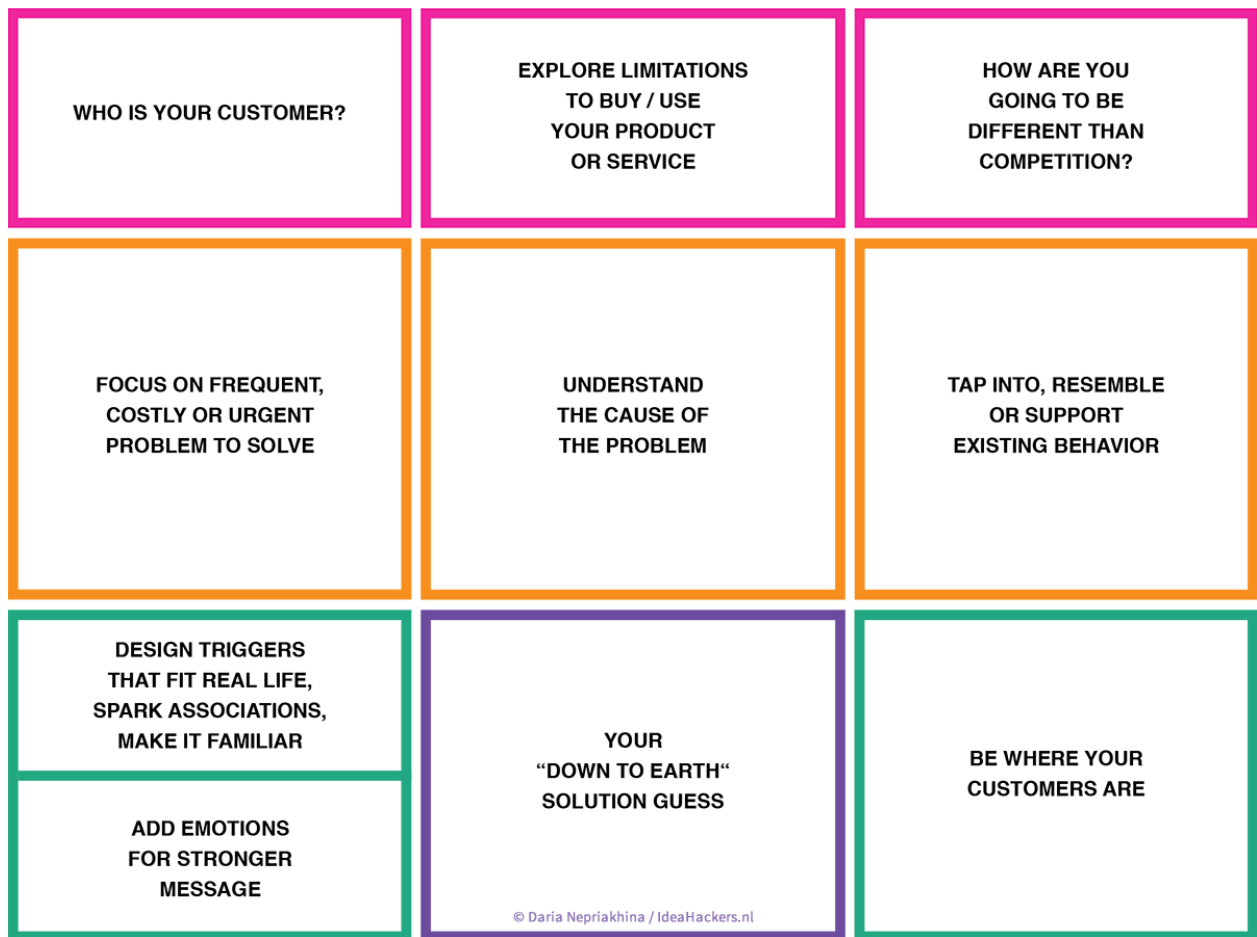 WHO IS YOUR CUSTOMER?
EXPLORE LIMITATIONS
TO BUY / USE
YOUR PRODUCT
OR SERVICE
HOW ARE YOU
GOING TO BE
DIFFERENT THAN
COMPETITION?
FOCUS ON FREQUENT,
COSTLY OR URGENT
PROBLEM TO SOLVE
UNDERSTAND
THE CAUSE OF
THE PROBLEM
TAP INTO, RESEMBLE
OR SUPPORT
EXISTING BEHAVIOR
DESIGN TRIGGERS
THAT FIT REAL LIFE,
SPARK ASSOCIATIONS,
MAKE IT FAMILIAR
ADD EMOTIONS
FOR STRONGER
MESSAGE
YOUR
“DOWN TO EARTH“
SOLUTION GUESS
© Daria Nepriakhina / IdeaHackers.nl
BE WHERE YOUR
CUSTOMERS ARE